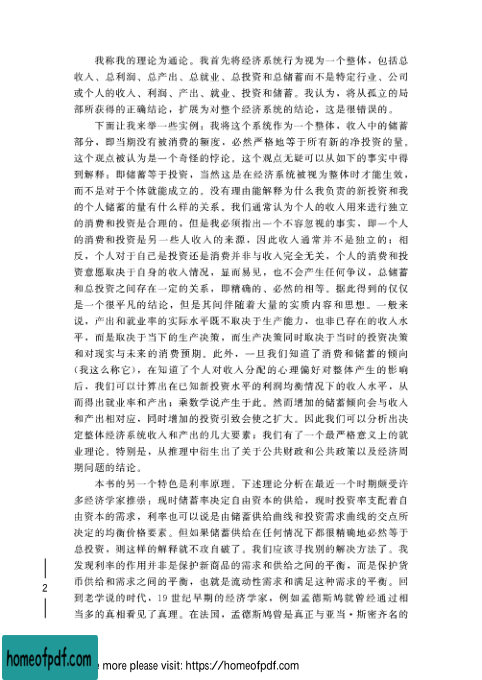 我称我的理论为通论。我首先将经济系统行为视为一个整体，包括总
收入、总利润、总产出、总就业、总投资和总储蓄而不是特定行业、公司
或个人的收入、利润、产出、就业、投资和储蓄。我认为，将从孤立的局
部所获得的正确结论，扩展为对整个经济系统的结论，这是很错误的。
下面让我来举一些实例：我将这个系统作为一个整体，收入中的储蓄
部分，即当期没有被消费的额度，必然严格地等于所有新的净投资的量。
这个观点被认为是一个奇怪的悖论。这个观点无疑可以从如下的事实中得
到解释：即储蓄等于投资，当然这是在经济系统被视为整体时才能生效，
而不是对于个体就能成立的。没有理由能解释为什么我负责的新投资和我
的个人储蓄的量有什么样的关系。我们通常认为个人的收入用来进行独立
的消费和投资是合理的，但是我必须指出一个不容忽视的事实，即一个人
的消费和投资是另一些人收入的来源，因此收入通常并不是独立的；相
反，个人对于自己是投资还是消费并非与收入完全无关，个人的消费和投
资意愿取决于自身的收入情况，显而易见，也不会产生任何争议，总储蓄
和总投资之间存在一定的关系，即精确的、必然的相等。据此得到的仅仅
是一个很平凡的结论，但是其间伴随着大量的实质内容和思想。一般来
说，产出和就业率的实际水平既不取决于生产能力，也非已存在的收入水
平，而是取决于当下的生产决策，而生产决策同时取决于当时的投资决策
和对现实与未来的消费预期。此外，一旦我们知道了消费和储蓄的倾向
(我这么称它)，在知道了个人对收入分配的心理偏好对整体产生的影响
后，我们可以计算出在已知新投资水平的利润均衡情况下的收入水平，从
而得出就业率和产出；乘数学说产生于此。然而增加的储蓄倾向会与收入
和产出相对应，同时增加的投资引致会使之扩大。因此我们可以分析出决
定整体经济系统收入和产出的几大要素；我们有了一个最严格意义上的就
业理论。特别是，从推理中衍生出了关于公共财政和公共政策以及经济周
期问题的结论。
本书的另一个特色是利率原理。下述理论分析在最近一个时期颇受许
多经济学家推崇：现时储蓄率决定自由资本的供给，现时投资率支配着自
由资本的需求，利率也可以说是由储蓄供给曲线和投资需求曲线的交点所
决定的均衡价格要素。但如果储蓄供给在任何情况下都很精确地必然等于
总投资，则这样的解释就不攻自破了。我们应该寻找别的解决方法了。我
发现利率的作用并非是保护新商品的需求和供给之间的平衡，而是保护货
币供给和需求之间的平衡，也就是流动性需求和满足这种需求的平衡。回
到老学说的时代，19 世纪早期的经济学家，例如孟德斯鸠就曾经通过相
当多的真相看见了真理。在法国，孟德斯鸠曾是真正与亚当·斯密齐名的
2
homeofpdf.com
more please visit: https://homeofpdf.com